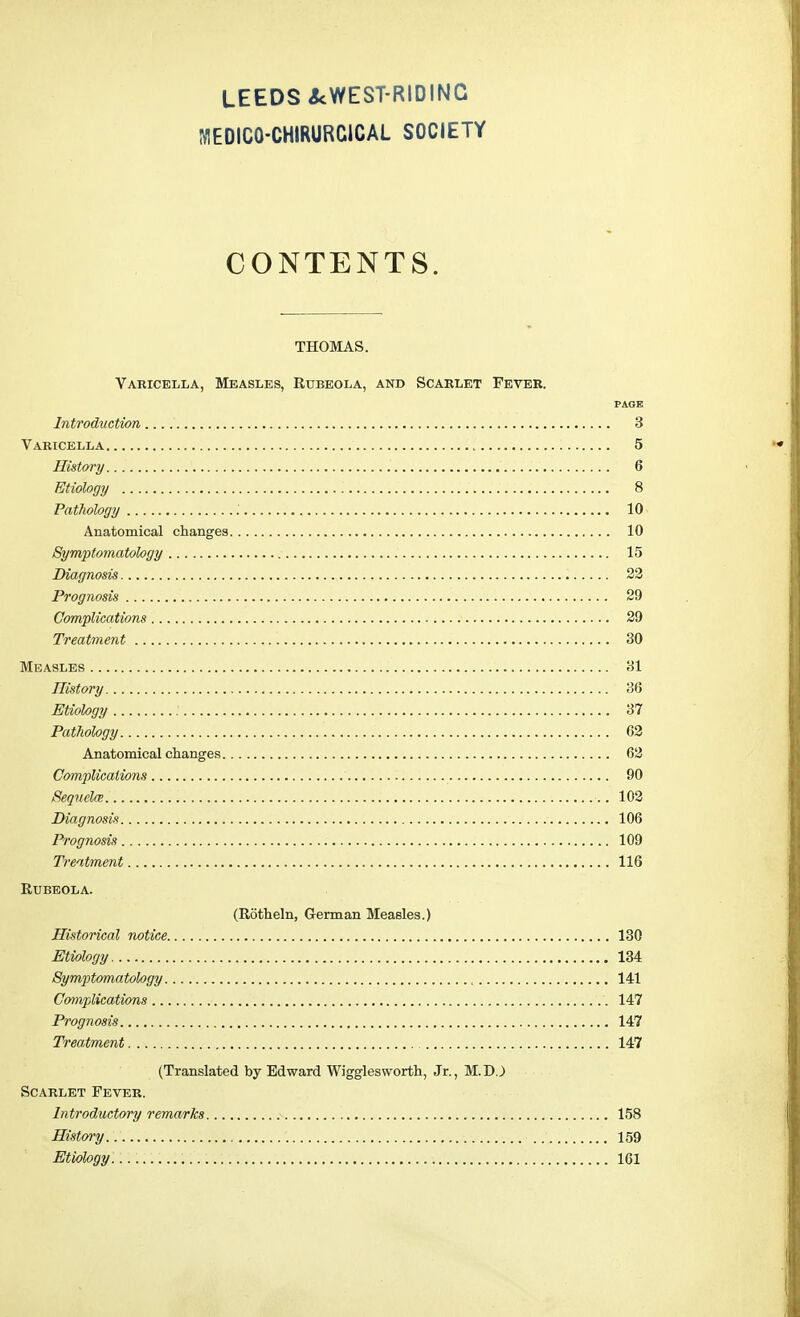 LEEDS & WEST-RIDING
MEDICO-CHIRURGICAL SOCIETY
CONTENTS.
THOMAS.
Varicella, Measles, Rubeola, and Scarlet Fever.
PAGE
Introduction 3
Varicella 5
History 6
Etiology 8
Pathology 10
Anatomical changes 10
Symptomatology 15
Diagnosis 23
Prognosis 29
Complications 29
Treatment 30
Measles 31
History 36
Etiology 37
Pathology 62
Anatomical changes 62
Complications 90
Sequelæ 102
Diagnosis 106
Prognosis 109
Treatment 116
Rubeola.
(Rötheln, German Measles.)
Historical notice 130
Etiology 134
Symptomatology 141
Complications 147
Prognosis 147
Treatment 147
(Translated by Edward Wigglesworth, Jr., M.D.)
Scarlet Fever.
Introductory remarks 158
History 159
Etiology 161